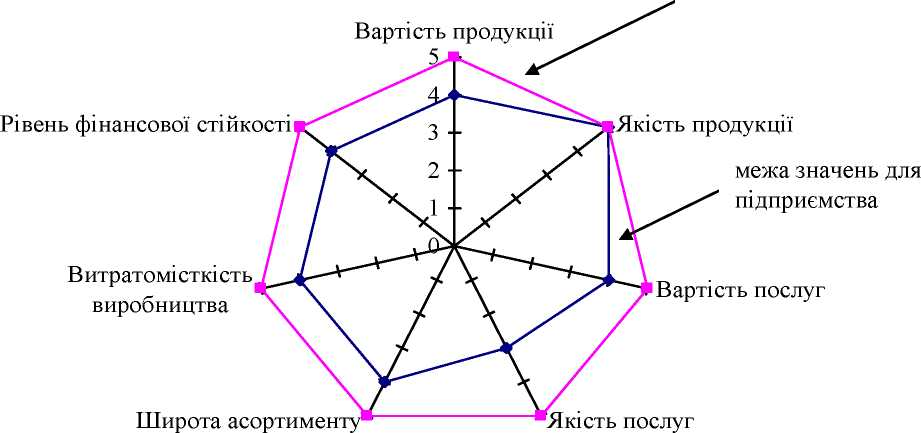 Вартість продукції
5
4
3
2
1
0
Рівень фінансової стійкості
Якість продукції
межа значень для
підприємства
Витратомісткість
виробництва
Вартість послуг
Широта асортименту
Якість послуг